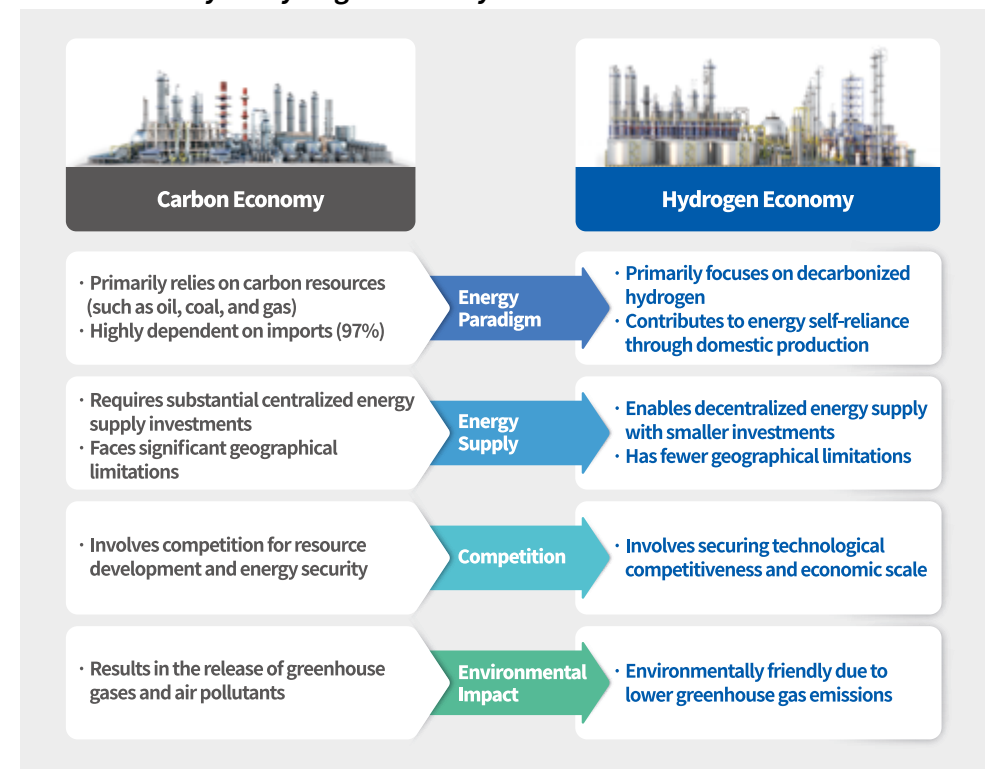 Carbon Economy
Hydrogen Economy
· Primarily relies on carbon resources
(such as oil, coal, and gas)
· Highly dependent on imports (97%)
Energy
Paradigm
· Primarily focuses on decarbonized
hydrogen
· Contributes to energy self-reliance
through domestic production
· Requires substantial centralized energy
supply investments
· Faces significant geographical
limitations
Energy
Supply
· Enables decentralized energy supply
with smaller investments
· Has fewer geographical limitations
· Involves competition for resource
development and energy security
Competition
· Involves securing technological
competitiveness and economic scale
· Results in the release of greenhouse
gases and air pollutants
Environmental
Impact
· Environmentally friendly due to
lower greenhouse gas emissions